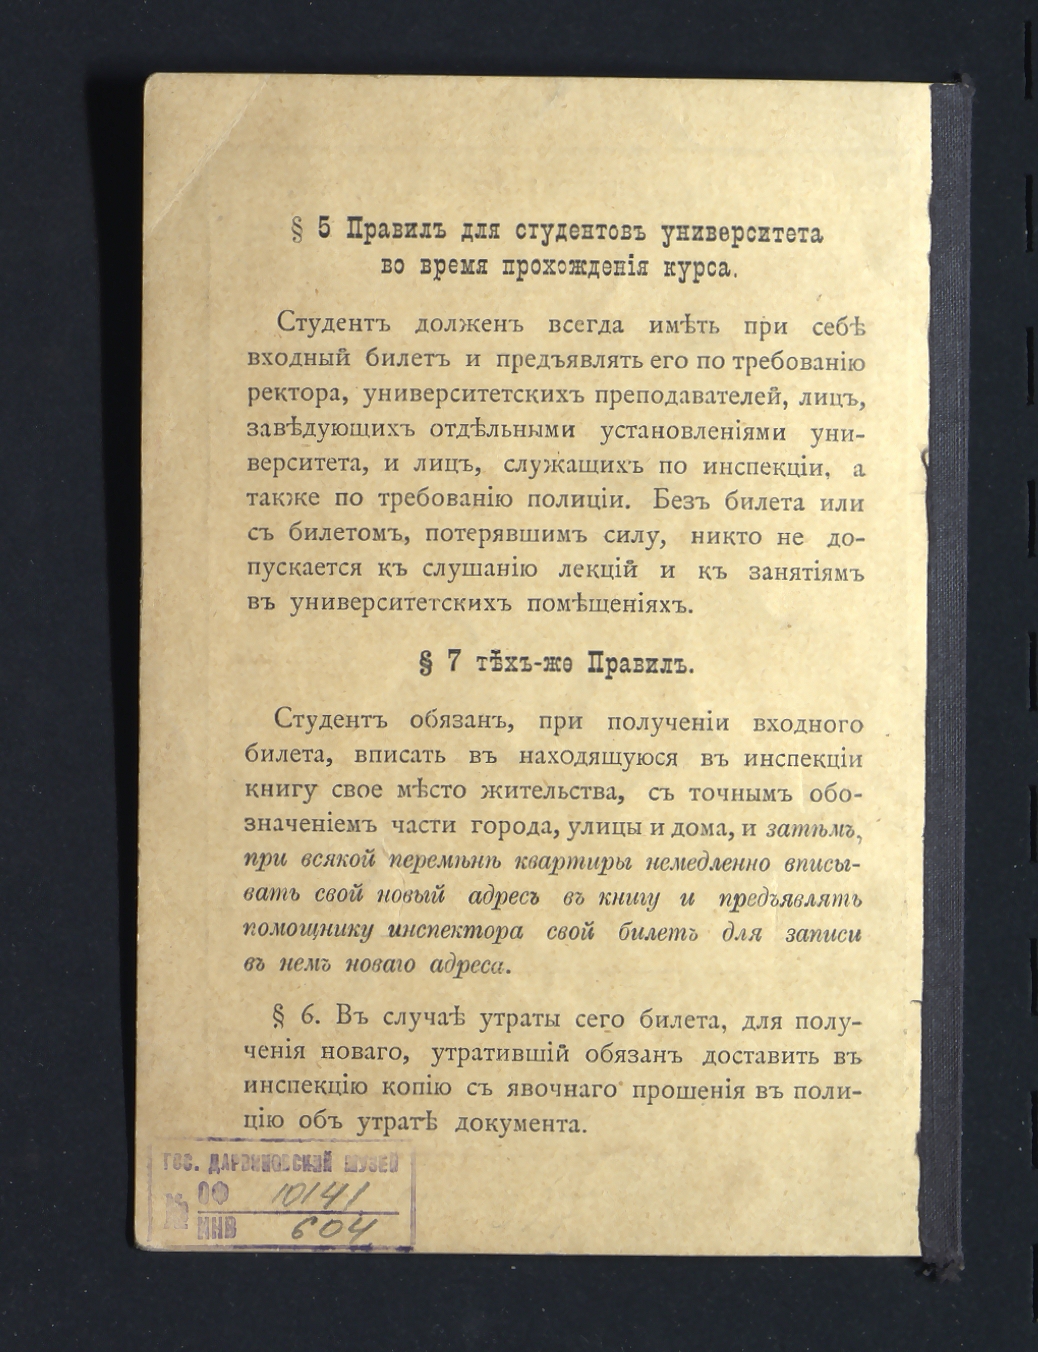 § 5 Правилъ для студентовъ университета
во время прохожденія курса.
Студентъ долженъ всегда имѣть при себѣ
входный билетъ и предъявлять его по требованію
ректора, университетскихъ преподавателей, лицъ,
завѣдующихъ отдѣльными установленіями уни-
верситета, и лицъ, служащихъ по инспекціи, а
также по требованію полиціи. Безъ билета или
съ билетомъ, потерявшимъ силу, никто не до-
пускается къ слушанію лекцій и къ занятіямъ
въ университетскихъ помѣщеніяхъ.
§ 7 тѣхъ-же Правилъ.
Студентъ обязанъ, при полученіи входного
билета, вписать въ находящуюся въ инспекціи
книгу свое мѣсто жительства, съ точнымъ обо-
значеніемъ части города, улицы и дома, и затѣмъ,
при всякой перемѣнѣ квартиры немедленно вписы-
вать свой новый адресъ въ книгу и предъявлять
помощнику инспектора свой билетъ для записи
въ немъ новаго адреса.
§ 6. Въ случаѣ утраты сего билета, для полу-
ченія новаго, утратившій обязанъ доставить въ
инспекцію копію съ явочнаго прошенія въ поли-
цію объ утратѣ документа.
ГОС. ДАРВИНОВСКИЙ МУЗЕЙ
№ ОФ 10141
ИНВ 604